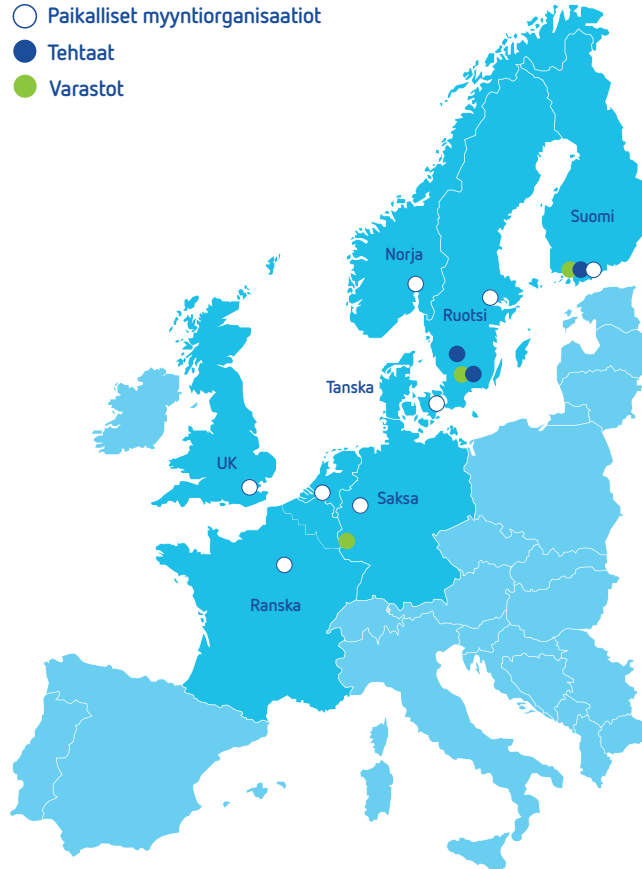 Paikalliset myyntiorganisaatiot
Tehtaat
Varastot
Suomi
Norja
Ruotsi
Tanska
UK
Saksa
Ranska